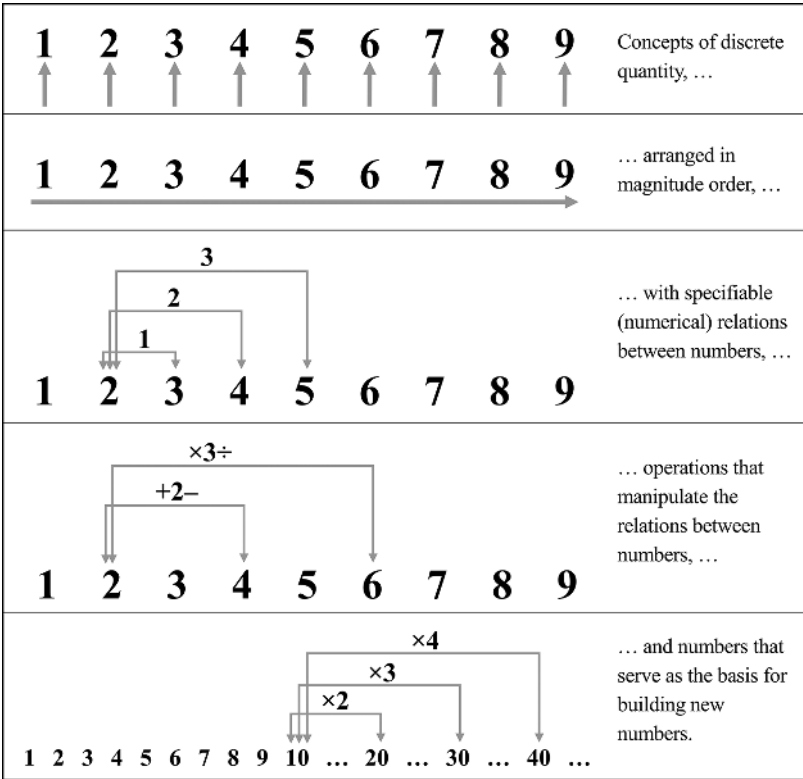 1 2 3 4 5 6 7 8 9
Concepts of discrete
quantity, …
1 2 3 4 5 6 7 8 9
… arranged in
magnitude order, …
3
2
1
1 2 3 4 5 6 7 8 9
… with specifiable
(numerical) relations
between numbers, …
×3÷
+2–
1 2 3 4 5 6 7 8 9
… operations that
manipulate the
relations between
numbers, …
×4
×3
×2
1 2 3 4 5 6 7 8 9 10 … 20 … 30 … 40 …
… and numbers that
serve as the basis for
building new
numbers.